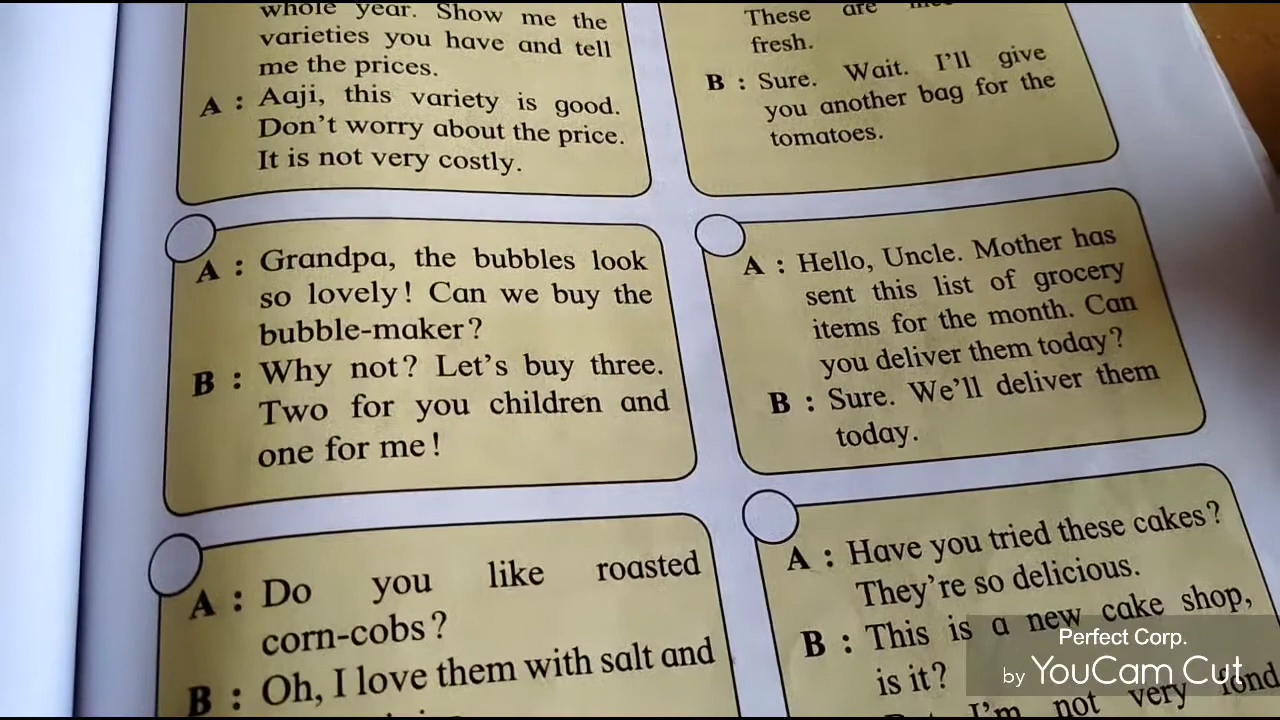 whole year. Show me the
varieties you have and tell
me the prices.
A : Aaji, this variety is good.
Don't worry about the price.
It is not very costly.
These are
fresh.
B : Sure. Wait. I'll give
you another bag for the
tomatoes.
A : Grandpa, the bubbles look
so lovely! Can we buy the
bubble-maker?
B : Why not? Let's buy three.
Two for you children and
one for me!
A : Hello, Uncle. Mother has
sent this list of grocery
items for the month. Can
you deliver them today?
B : Sure. We'll deliver them
today.
A : Do you like roasted
corn-cobs?
B : Oh, I love them with salt and
A : Have you tried these cakes?
They're so delicious.
B : This is a new cake shop,
is it?
I'm not very fond
Perfect Corp.
by YouCam Cut